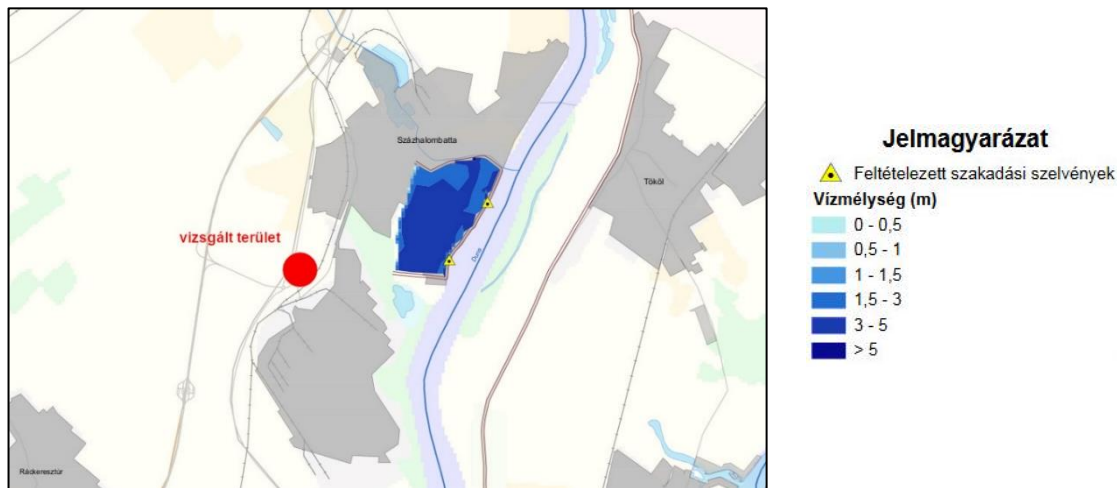 Százhalombatta
Tököl
vizsgált terület
Ráckeresztúr
Jelmagyarázat
Feltételezett szakadási szelvények
Vízmélység (m)
0 - 0,5
0,5 - 1
1 - 1,5
1,5 - 3
3 - 5
> 5